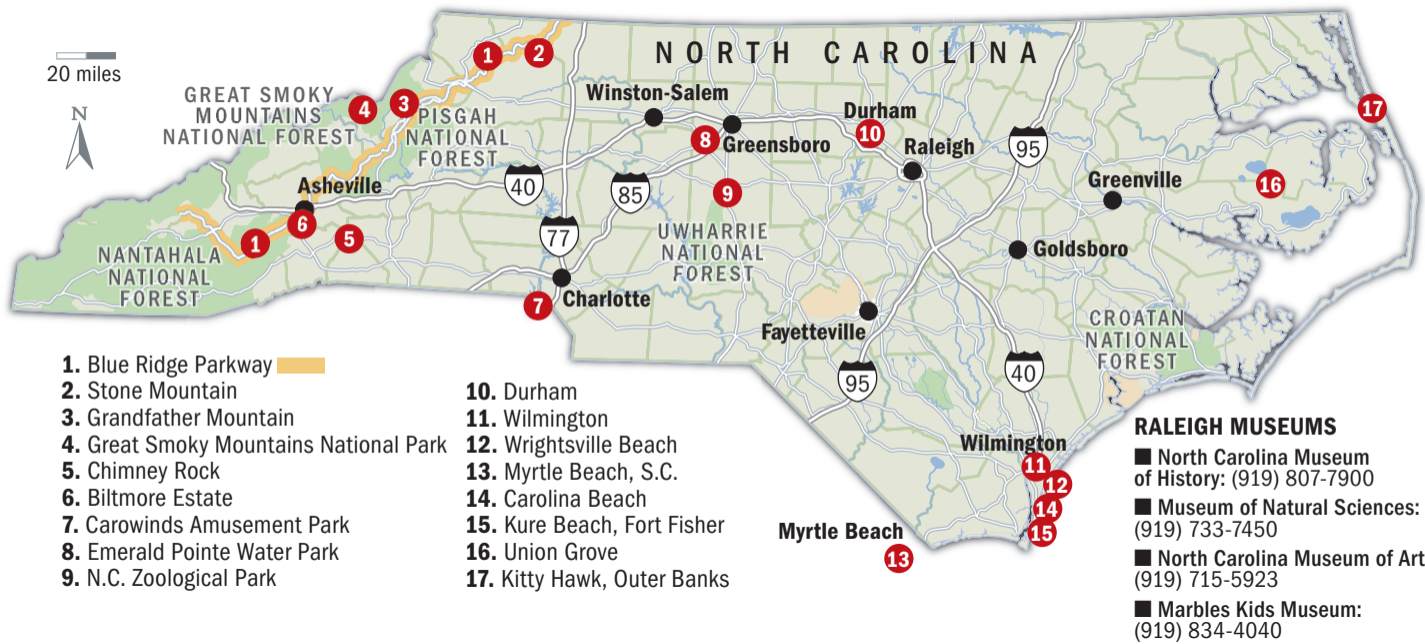 NORTH CAROLINA
20 miles
N
GREAT SMOKY
MOUNTAINS
NATIONAL FOREST
PISGAH
NATIONAL
FOREST
NANTAHALA
NATIONAL
FOREST
UWHARRIE
NATIONAL
FOREST
CROATAN
NATIONAL
FOREST
Winston-Salem
Greensboro
Durham
Raleigh
Greenville
Goldsboro
Asheville
Charlotte
Fayetteville
Wilmington
Myrtle Beach
40
85
77
95
95
40
1
2
3
4
17
8
10
9
16
6
1
5
7
11
12
14
15
13
1. Blue Ridge Parkway
2. Stone Mountain
3. Grandfather Mountain
4. Great Smoky Mountains National Park
5. Chimney Rock
6. Biltmore Estate
7. Carowinds Amusement Park
8. Emerald Pointe Water Park
9. N.C. Zoological Park
10. Durham
11. Wilmington
12. Wrightsville Beach
13. Myrtle Beach, S.C.
14. Carolina Beach
15. Kure Beach, Fort Fisher
16. Union Grove
17. Kitty Hawk, Outer Banks
RALEIGH MUSEUMS
■ North Carolina Museum
of History: (919) 807-7900
■ Museum of Natural Sciences:
(919) 733-7450
■ North Carolina Museum of Art
(919) 715-5923
■ Marbles Kids Museum:
(919) 834-4040